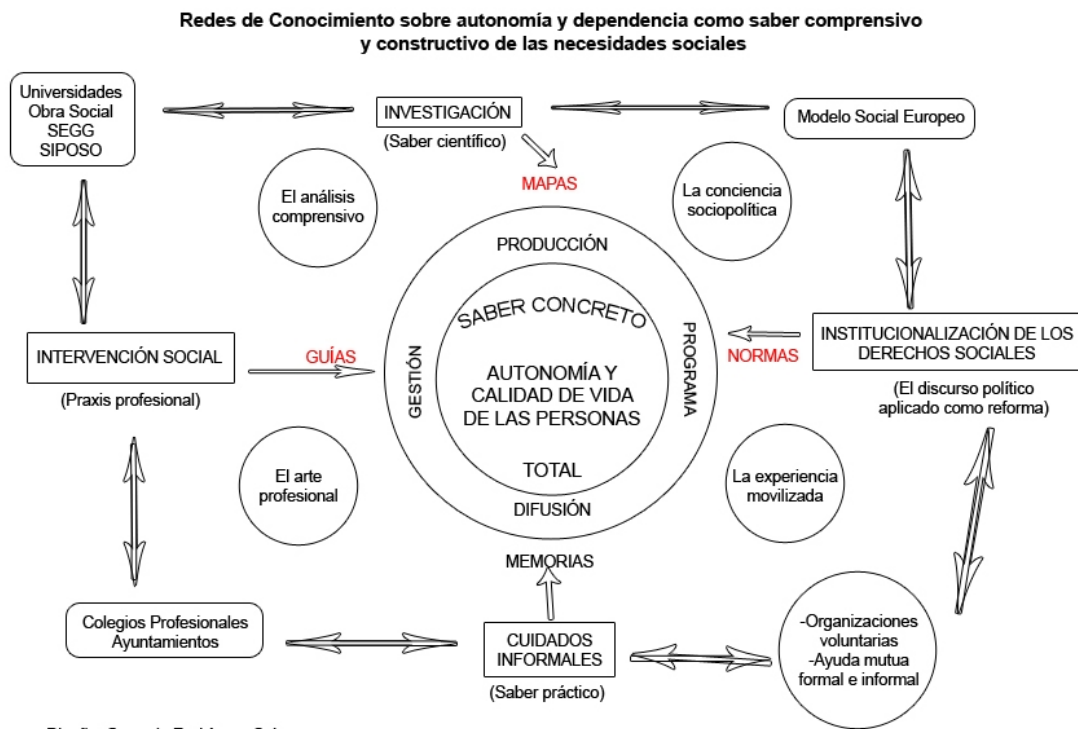 Redes de Conocimiento sobre autonomía y dependencia como saber comprensivo
y constructivo de las necesidades sociales
Universidades
Obra Social
SEGG
SIPOSO
INVESTIGACIÓN
(Saber científico)
Modelo Social Europeo
MAPAS
El análisis
comprensivo
La conciencia
sociopolítica
PRODUCCIÓN
SABER CONCRETO
INTERVENCIÓN SOCIAL
(Praxis profesional)
GUÍAS
GESTIÓN
AUTONOMÍA Y
CALIDAD DE VIDA
DE LAS PERSONAS
PROGRAMA
NORMAS
INSTITUCIONALIZACIÓN DE LOS
DERECHOS SOCIALES
(El discurso político
aplicado como reforma)
El arte
profesional
TOTAL
La experiencia
movilizada
DIFUSIÓN
MEMORIAS
Colegios Profesionales
Ayuntamientos
CUIDADOS
INFORMALES
(Saber práctico)
-Organizaciones
voluntarias
-Ayuda mutua
formal e informal